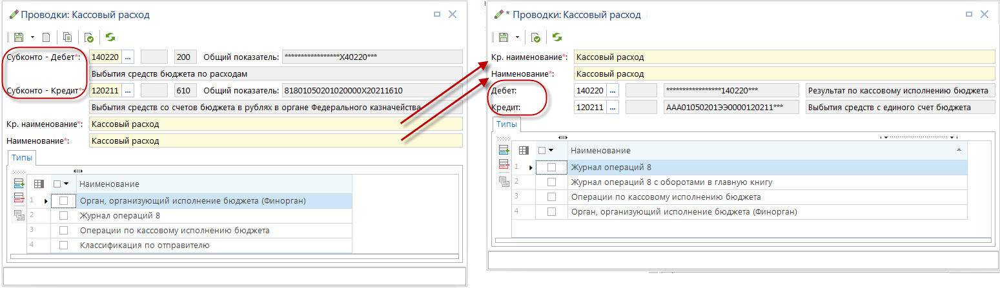 Проводки: Кассовый расход
Субконто - Дебет*: 140220 ... 200 Общий показатель: *****************X40220***
Выбытия средств бюджета по расходам
Субконто - Кредит*: 120211 ... 610 Общий показатель: 81801050201020000X20211610
Выбытия средств со счетов бюджета в рублях в органе Федерального казначейства
Кр. наименование*: Кассовый расход
Наименование*: Кассовый расход
Типы
Наименование
1 Орган, организующий исполнение бюджета (Финорган)
2 Журнал операций 8
3 Операции по кассовому исполнению бюджета
4 Классификация по отправителю
* Проводки: Кассовый расход
Кр. наименование*: Кассовый расход
Наименование*: Кассовый расход
Дебет: 140220 ... *****************140220*** Результат по кассовому исполнению бюджета
Кредит: 120211 ... ААА01050201ЭЭ0000120211*** Выбытия средств с единого счет бюджета
Типы
Наименование
1 Журнал операций 8
2 Журнал операций 8 с оборотами в главную книгу
3 Операции по кассовому исполнению бюджета
4 Орган, организующий исполнение бюджета (Финорган)